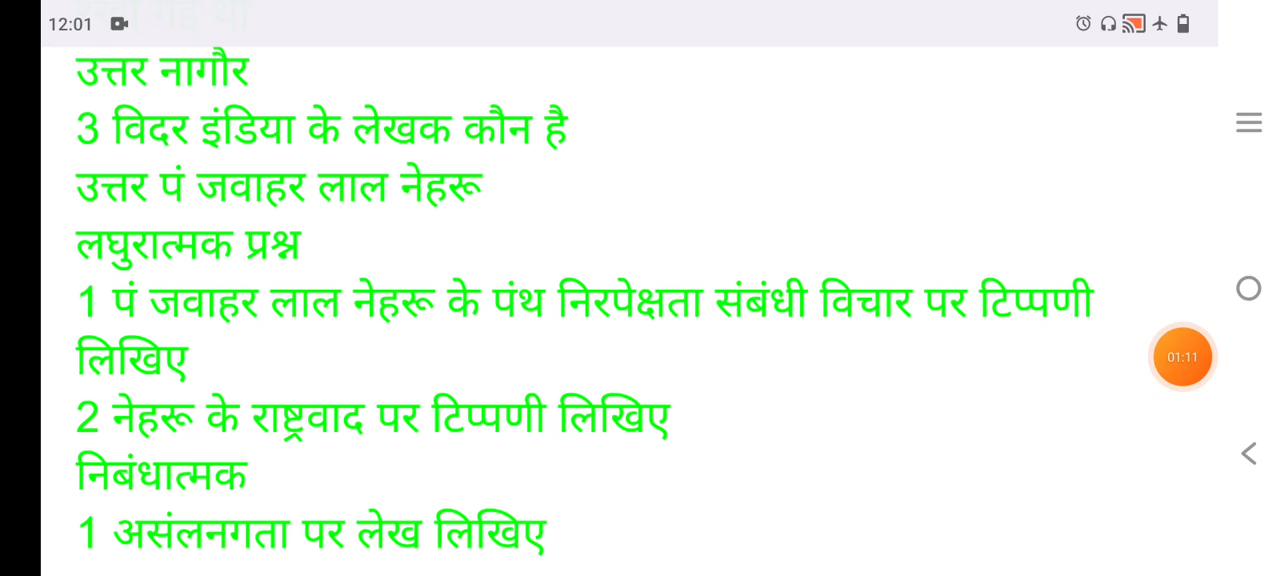 12:01
उत्तर नागौर
3 विदर इंडिया के लेखक कौन है
उत्तर पं जवाहर लाल नेहरू
लघुरात्मक प्रश्न
1 पं जवाहर लाल नेहरू के पंथ निरपेक्षता संबंधी विचार पर टिप्पणी
लिखिए
01:11
2 नेहरू के राष्ट्रवाद पर टिप्पणी लिखिए
निबंधात्मक
1 असंलनगता पर लेख लिखिए